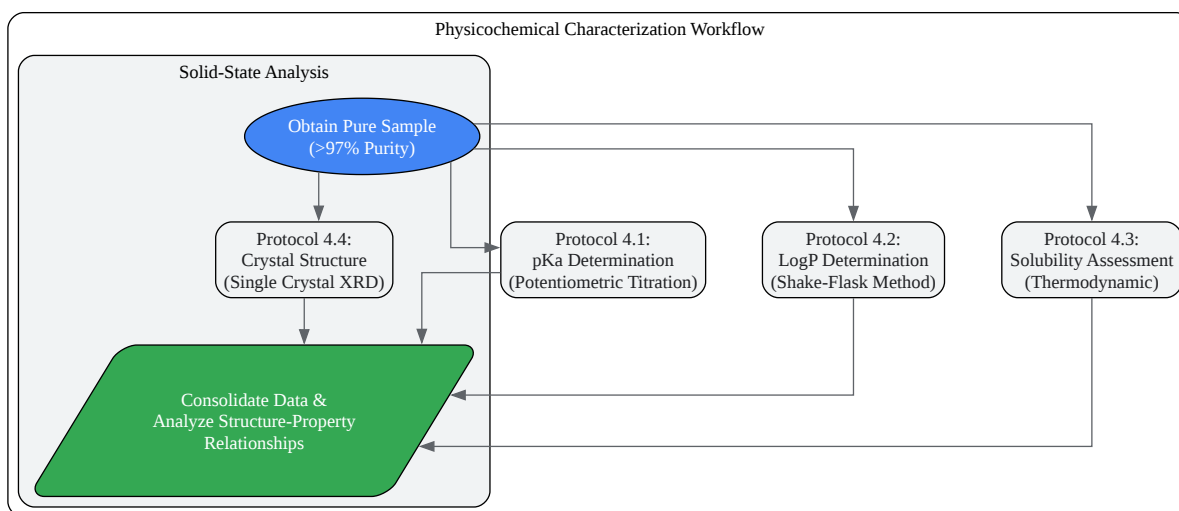 Physicochemical Characterization Workflow
Solid-State Analysis
Obtain Pure Sample
(>97% Purity)
Protocol 4.4:
Crystal Structure
(Single Crystal XRD)
Protocol 4.1:
pKa Determination
(Potentiometric Titration)
Protocol 4.2:
LogP Determination
(Shake-Flask Method)
Protocol 4.3:
Solubility Assessment
(Thermodynamic)
Consolidate Data &
Analyze Structure-Property
Relationships